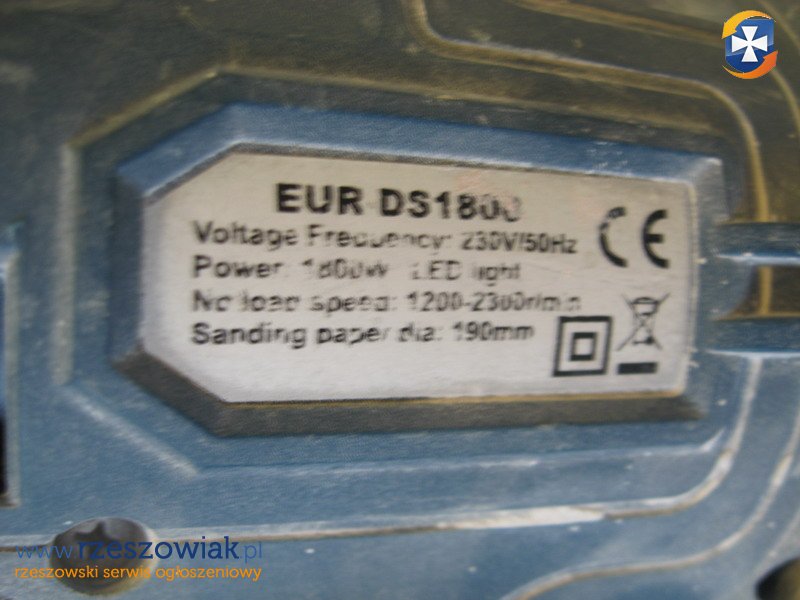 EUR DS1800
Voltage Frequency: 230V/50Hz
Power: 1800W LED light
No load speed: 1200-2300r/min
Sanding paper dia: 190mm
CE
www.rzeszowiak.pl
rzeszowski serwis ogłoszeniowy